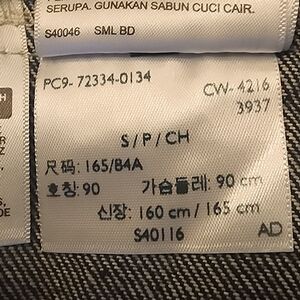 SERUPA. GUNAKAN SABUN CUCI CAIR.
S40046 SML BD
PC9-72334-0134
CW-4216
3937
S/P/CH
尺码: 165/84A
호칭: 90 가슴둘레: 90 cm
신장: 160 cm / 165 cm
S40116 AD